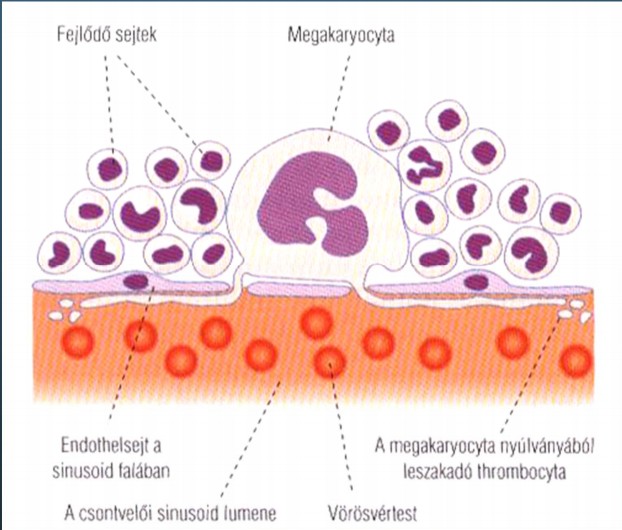 Fejlődő sejtek
Megakaryocyta
Endothelsejt a
sinusoid falában
A megakaryocyta nyúlványából
leszakadó thrombocyta
A csontvelői sinusoid lumene
Vörösvértest